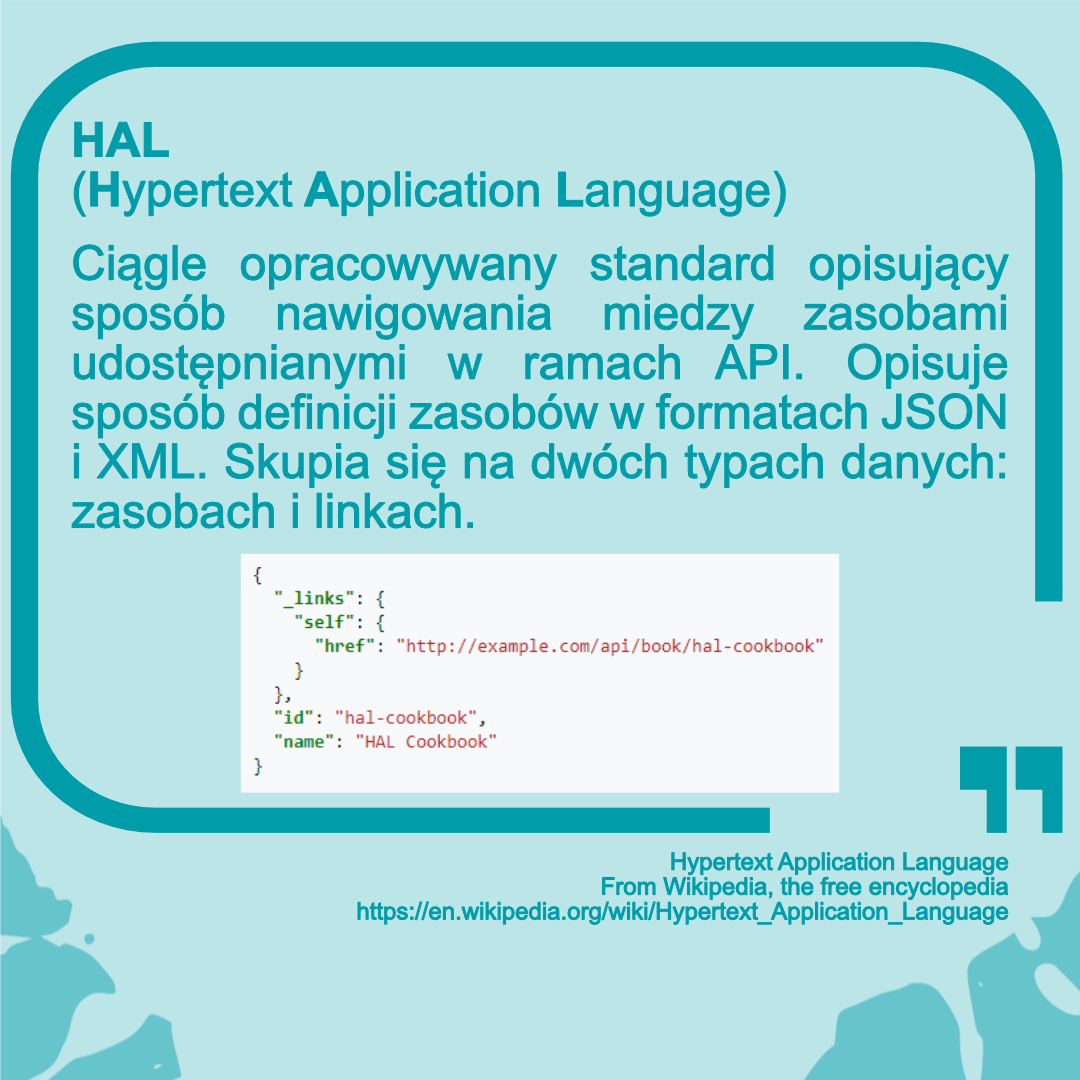 HAL
(Hypertext Application Language)
Ciągle opracowywany standard opisujący
sposób nawigowania miedzy zasobami
udostępnianymi w ramach API. Opisuje
sposób definicji zasobów w formatach JSON
i XML. Skupia się na dwóch typach danych:
zasobach i linkach.
{
  "_links": {
    "self": {
      "href": "http://example.com/api/book/hal-cookbook"
    }
  },
  "id": "hal-cookbook",
  "name": "HAL Cookbook"
}
Hypertext Application Language
From Wikipedia, the free encyclopedia
https://en.wikipedia.org/wiki/Hypertext_Application_Language